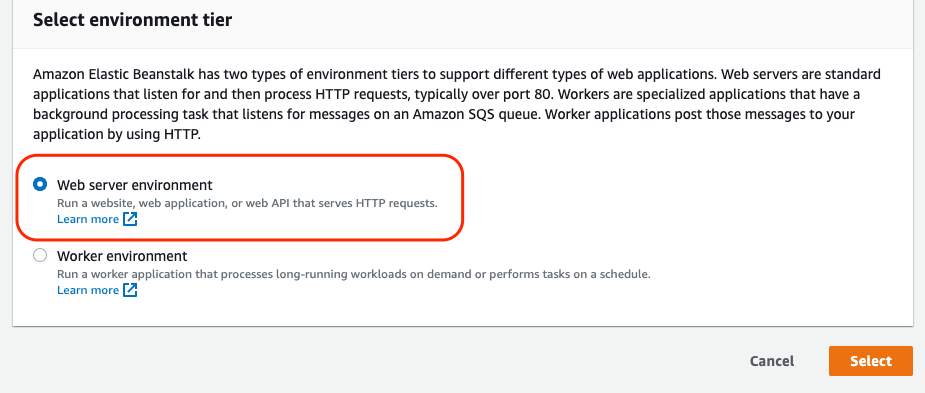 Select environment tier
Amazon Elastic Beanstalk has two types of environment tiers to support different types of web applications. Web servers are standard
applications that listen for and then process HTTP requests, typically over port 80. Workers are specialized applications that have a
background processing task that listens for messages on an Amazon SQS queue. Worker applications post those messages to your
application by using HTTP.
Web server environment
Run a website, web application, or web API that serves HTTP requests.
Learn more
Worker environment
Run a worker application that processes long-running workloads on demand or performs tasks on a schedule.
Learn more
Cancel Select